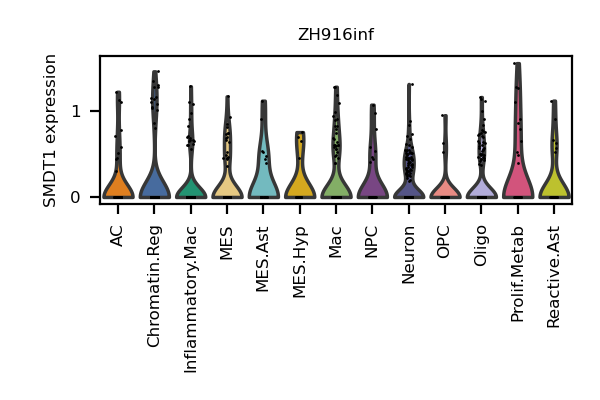 ZH916inf
SMDT1 expression
1
0
AC
Chromatin.Reg
Inflammatory.Mac
MES
MES.Ast
MES.Hyp
Mac
NPC
Neuron
OPC
Oligo
Prolif.Metab
Reactive.Ast